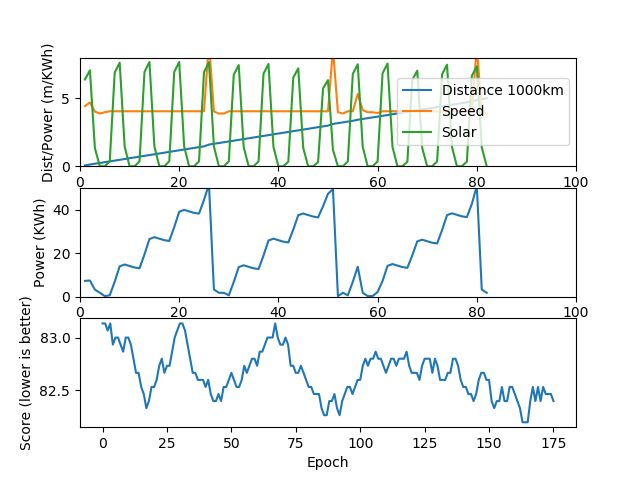 Dist/Power (m/KWh)
5
0
Distance 1000km
Speed
Solar
0 20 40 60 80 100
Power (KWh)
40
20
0
0 20 40 60 80 100
Score (lower is better)
83.0
82.5
0 25 50 75 100 125 150 175
Epoch